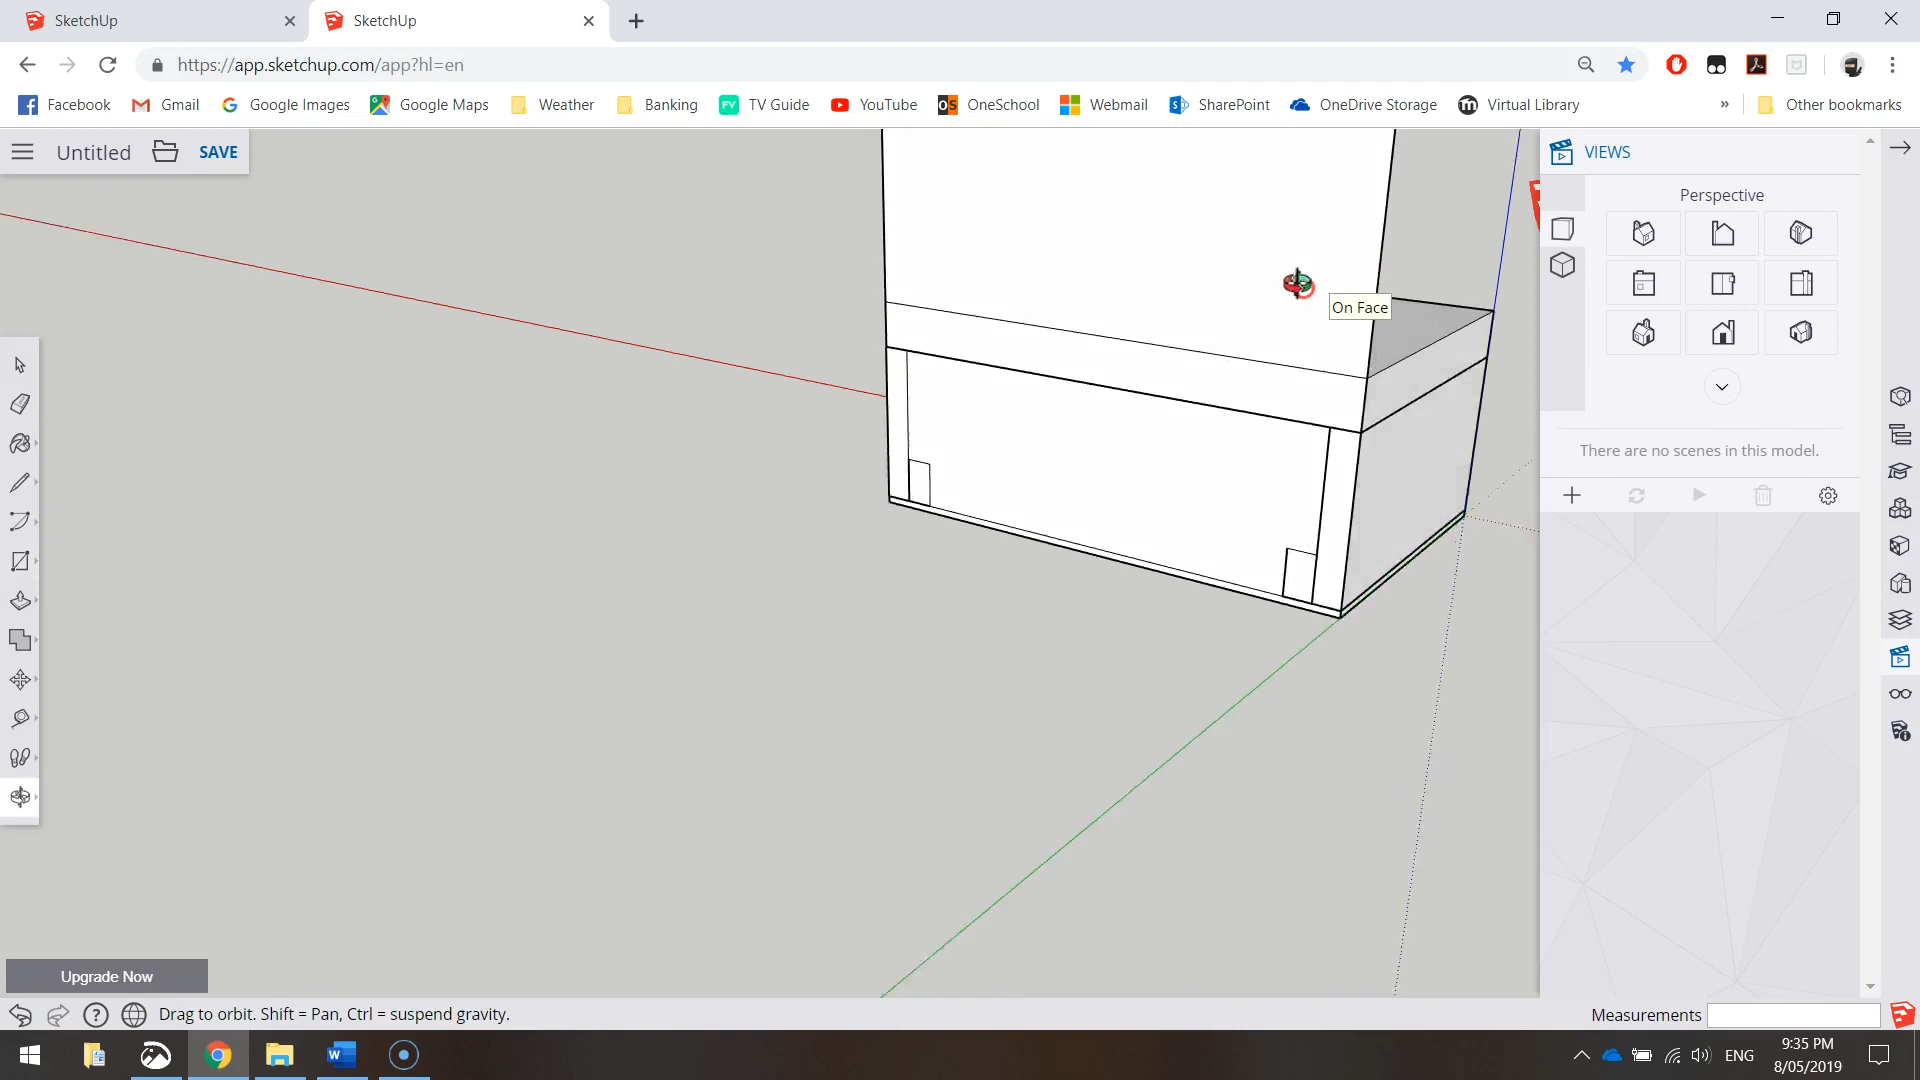 SketchUp
SketchUp
https://app.sketchup.com/app?hl=en
Facebook
Gmail
Google Images
Google Maps
Weather
Banking
TV Guide
YouTube
OneSchool
Webmail
SharePoint
OneDrive Storage
Virtual Library
»
Other bookmarks
Untitled
SAVE
VIEWS
Perspective
On Face
There are no scenes in this model.
Upgrade Now
Drag to orbit. Shift = Pan, Ctrl = suspend gravity.
Measurements
ENG
9:35 PM
8/05/2019